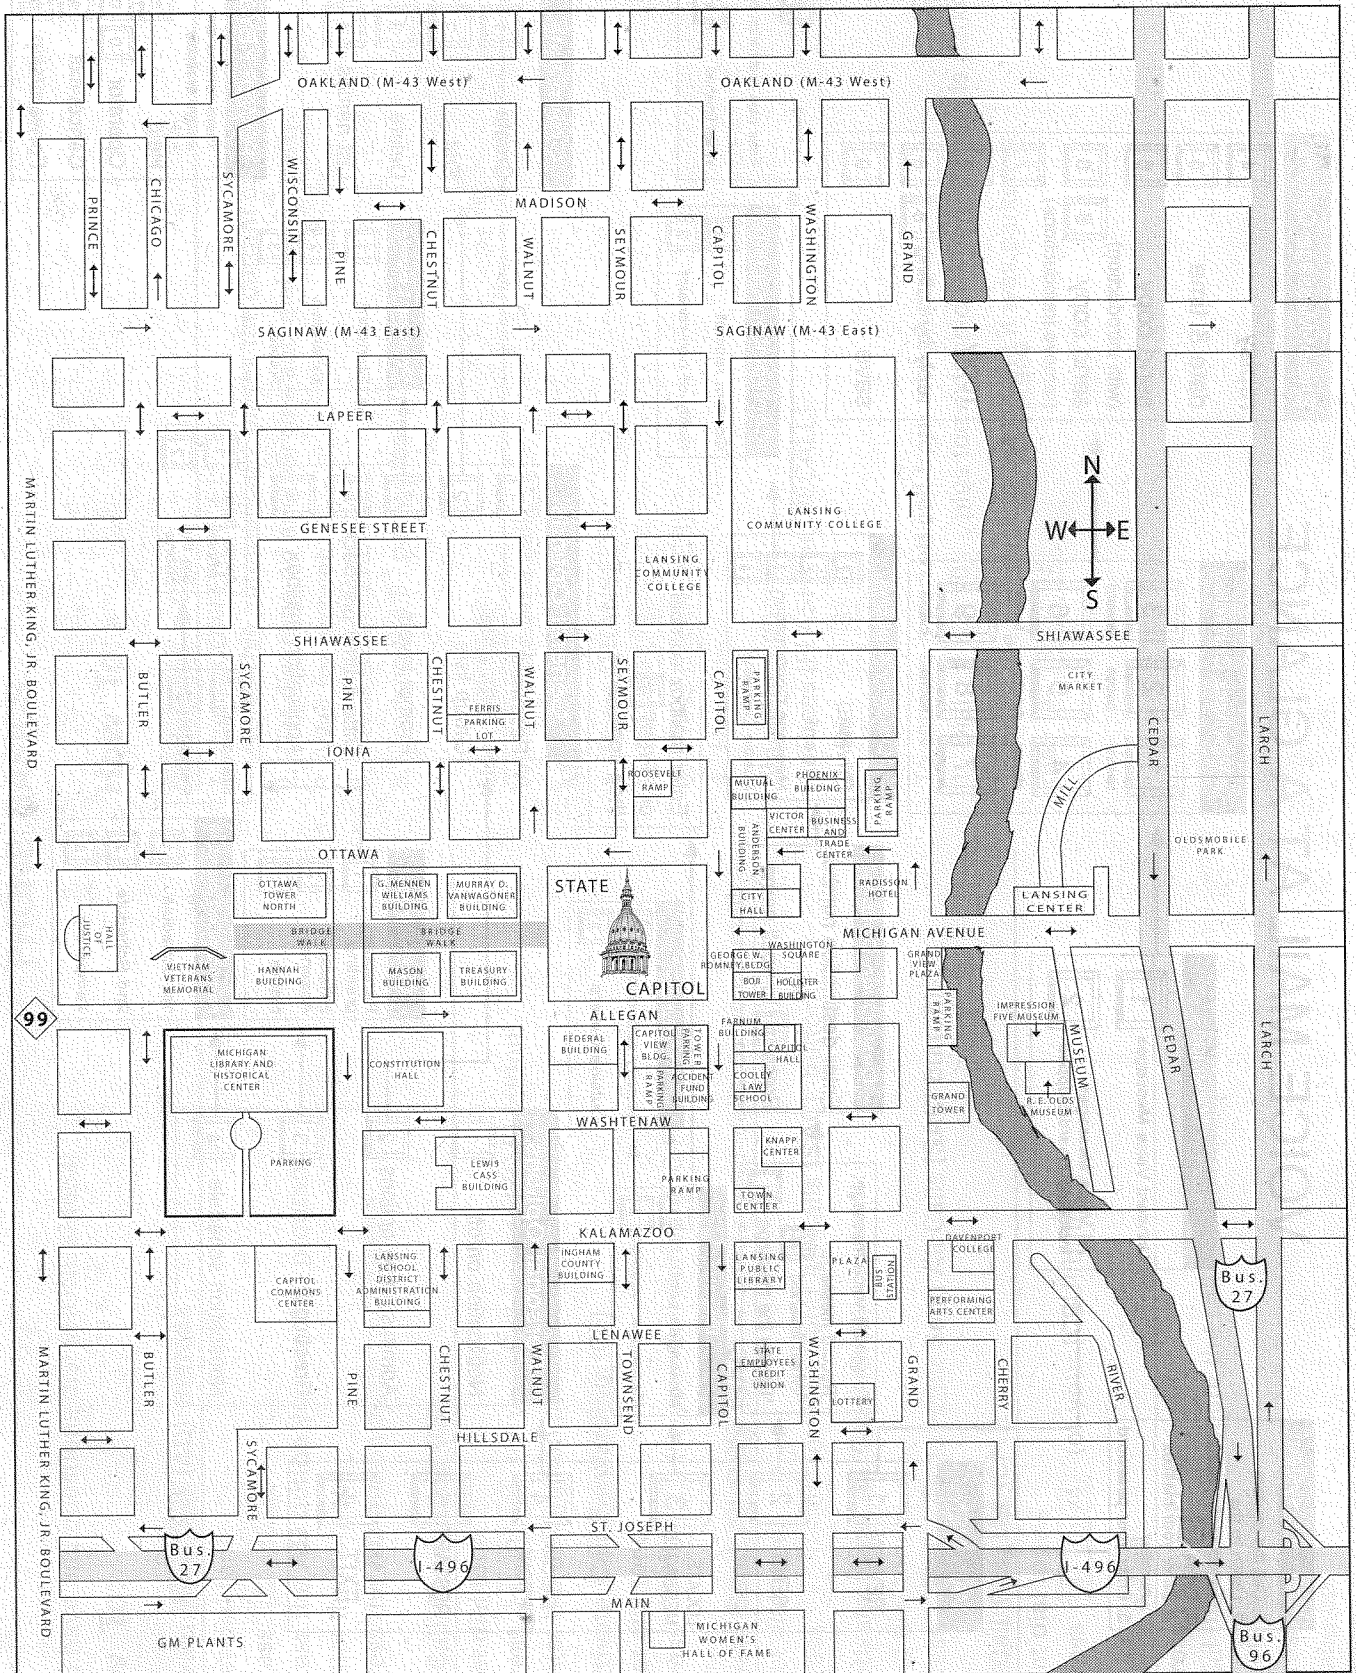 OAKLAND (M-43 West)
OAKLAND (M-43 West)
PRINCE
CHICAGO
SYCAMORE
WISCONSIN
PINE
CHESTNUT
WALNUT
MADISON
SEYMOUR
CAPITOL
WASHINGTON
GRAND
SAGINAW (M-43 East)
SAGINAW (M-43 East)
LAPEER
MARTIN LUTHER KING, JR. BOULEVARD
GENESEE STREET
LANSING
COMMUNITY COLLEGE
LANSING
COMMUNITY
COLLEGE
N
W
E
S
SHIAWASSEE
SHIAWASSEE
BUTLER
SYCAMORE
PINE
CHESTNUT
FERRIS
PARKING
LOT
WALNUT
SEYMOUR
CAPITOL
PARKING
RAMP
CITY
MARKET
CEDAR
LARCH
IONIA
ROOSEVELT
RAMP
MUTUAL
BUILDING
PHOENIX
BUILDING
PARKING
RAMP
VICTOR
CENTER
BUSINESS
AND
TRADE
CENTER
ANDERSON
BUILDING
MILL
OLDSMOBILE
PARK
OTTAWA
OTTAWA
TOWER
NORTH
G. MENNEN
WILLIAMS
BUILDING
MURRAY D.
VANWAGONER
BUILDING
STATE
CAPITOL
CITY
HALL
RADISSON
HOTEL
LANSING
CENTER
HALL
OF
JUSTICE
BRIDGE
WALK
BRIDGE
WALK
MICHIGAN AVENUE
VIETNAM
VETERANS
MEMORIAL
HANNAH
BUILDING
MASON
BUILDING
TREASURY
BUILDING
GEORGE W.
ROMNEY BLDG.
WASHINGTON
SQUARE
BOJI
TOWER
HOLLISTER
BUILDING
GRAND
VIEW
PLAZA
PARKING
RAMP
IMPRESSION
FIVE MUSEUM
MUSEUM
CEDAR
LARCH
99
ALLEGAN
MICHIGAN
LIBRARY AND
HISTORICAL
CENTER
PARKING
CONSTITUTION
HALL
FEDERAL
BUILDING
CAPITOL
VIEW
BLDG.
TOWER
PARKING
PARKING
RAMP
ACCIDENT
FUND
BUILDING
FARNUM
BUILDING
CAPITOL
HALL
COOLEY
LAW
SCHOOL
GRAND
TOWER
R.E. OLDS
MUSEUM
WASHTENAW
LEWIS
CASS
BUILDING
PARKING
RAMP
KNAPP
CENTER
TOWN
CENTER
KALAMAZOO
CAPITOL
COMMONS
CENTER
LANSING
SCHOOL
DISTRICT
ADMINISTRATION
BUILDING
INGHAM
COUNTY
BUILDING
LANSING
PUBLIC
LIBRARY
PLAZA
I
BUS
STATION
DAVENPORT
COLLEGE
PERFORMING
ARTS CENTER
Bus.
27
LENAWEE
MARTIN LUTHER KING, JR. BOULEVARD
BUTLER
PINE
CHESTNUT
WALNUT
TOWNSEND
CAPITOL
STATE
EMPLOYEES
CREDIT
UNION
WASHINGTON
LOTTERY
GRAND
CHERRY
RIVER
HILLSDALE
SYCAMORE
ST. JOSEPH
Bus.
27
I-496
I-496
MAIN
GM PLANTS
MICHIGAN
WOMEN'S
HALL OF FAME
Bus.
96